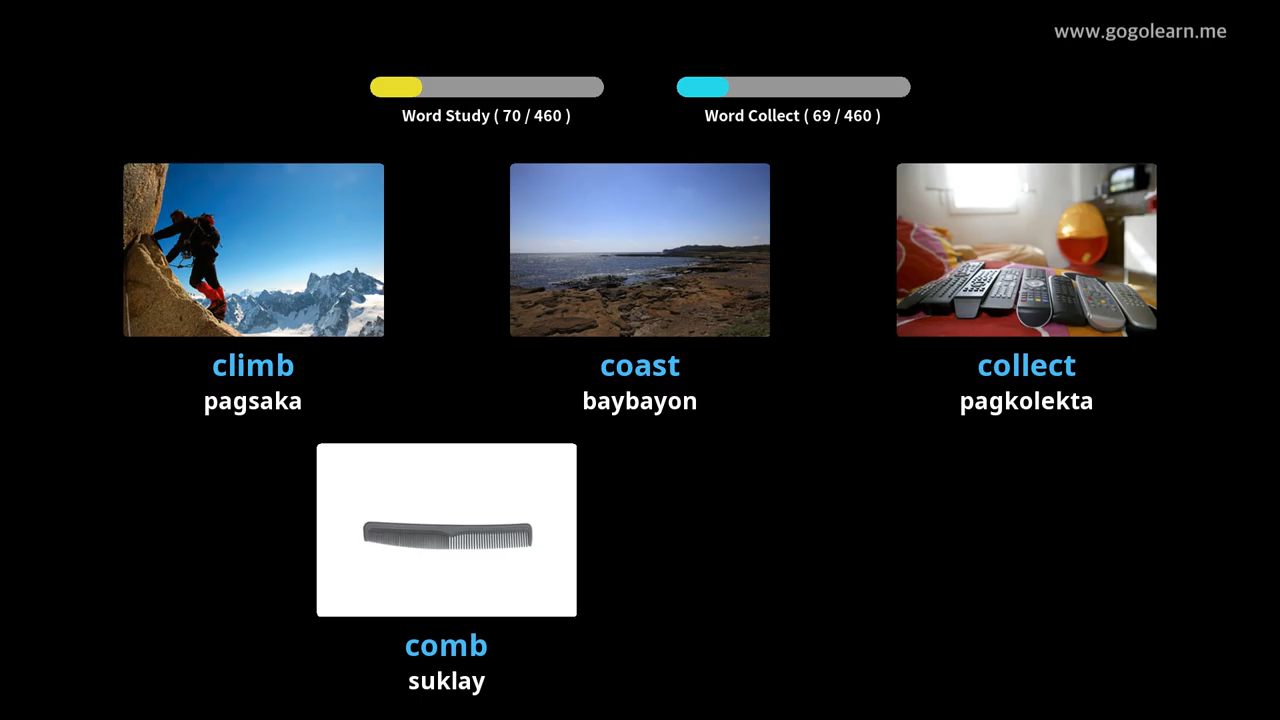 www.gogolearn.me
Word Study ( 70 / 460 )
Word Collect ( 69 / 460 )
climb
pagsaka
coast
baybayon
collect
pagkolekta
comb
suklay